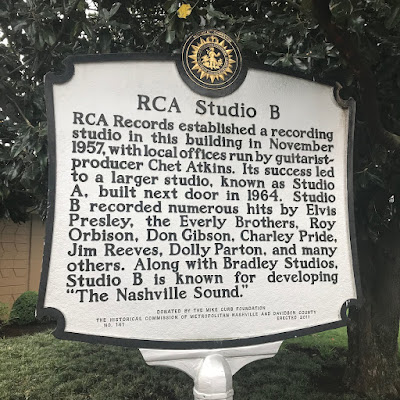 RCA Studio B
RCA Records established a recording
studio in this building in November
1957, with local offices run by guitarist-
producer Chet Atkins. Its success led
to a larger studio, known as Studio
A, built next door in 1964. Studio
B recorded numerous hits by Elvis
Presley, the Everly Brothers, Roy
Orbison, Don Gibson, Charley Pride,
Jim Reeves, Dolly Parton, and many
others. Along with Bradley Studios,
Studio B is known for developing
“The Nashville Sound.”
DONATED BY THE MIKE CURB FOUNDATION
THE HISTORICAL COMMISSION OF METROPOLITAN NASHVILLE AND DAVIDSON COUNTY
NO. 141 ERECTED 2011